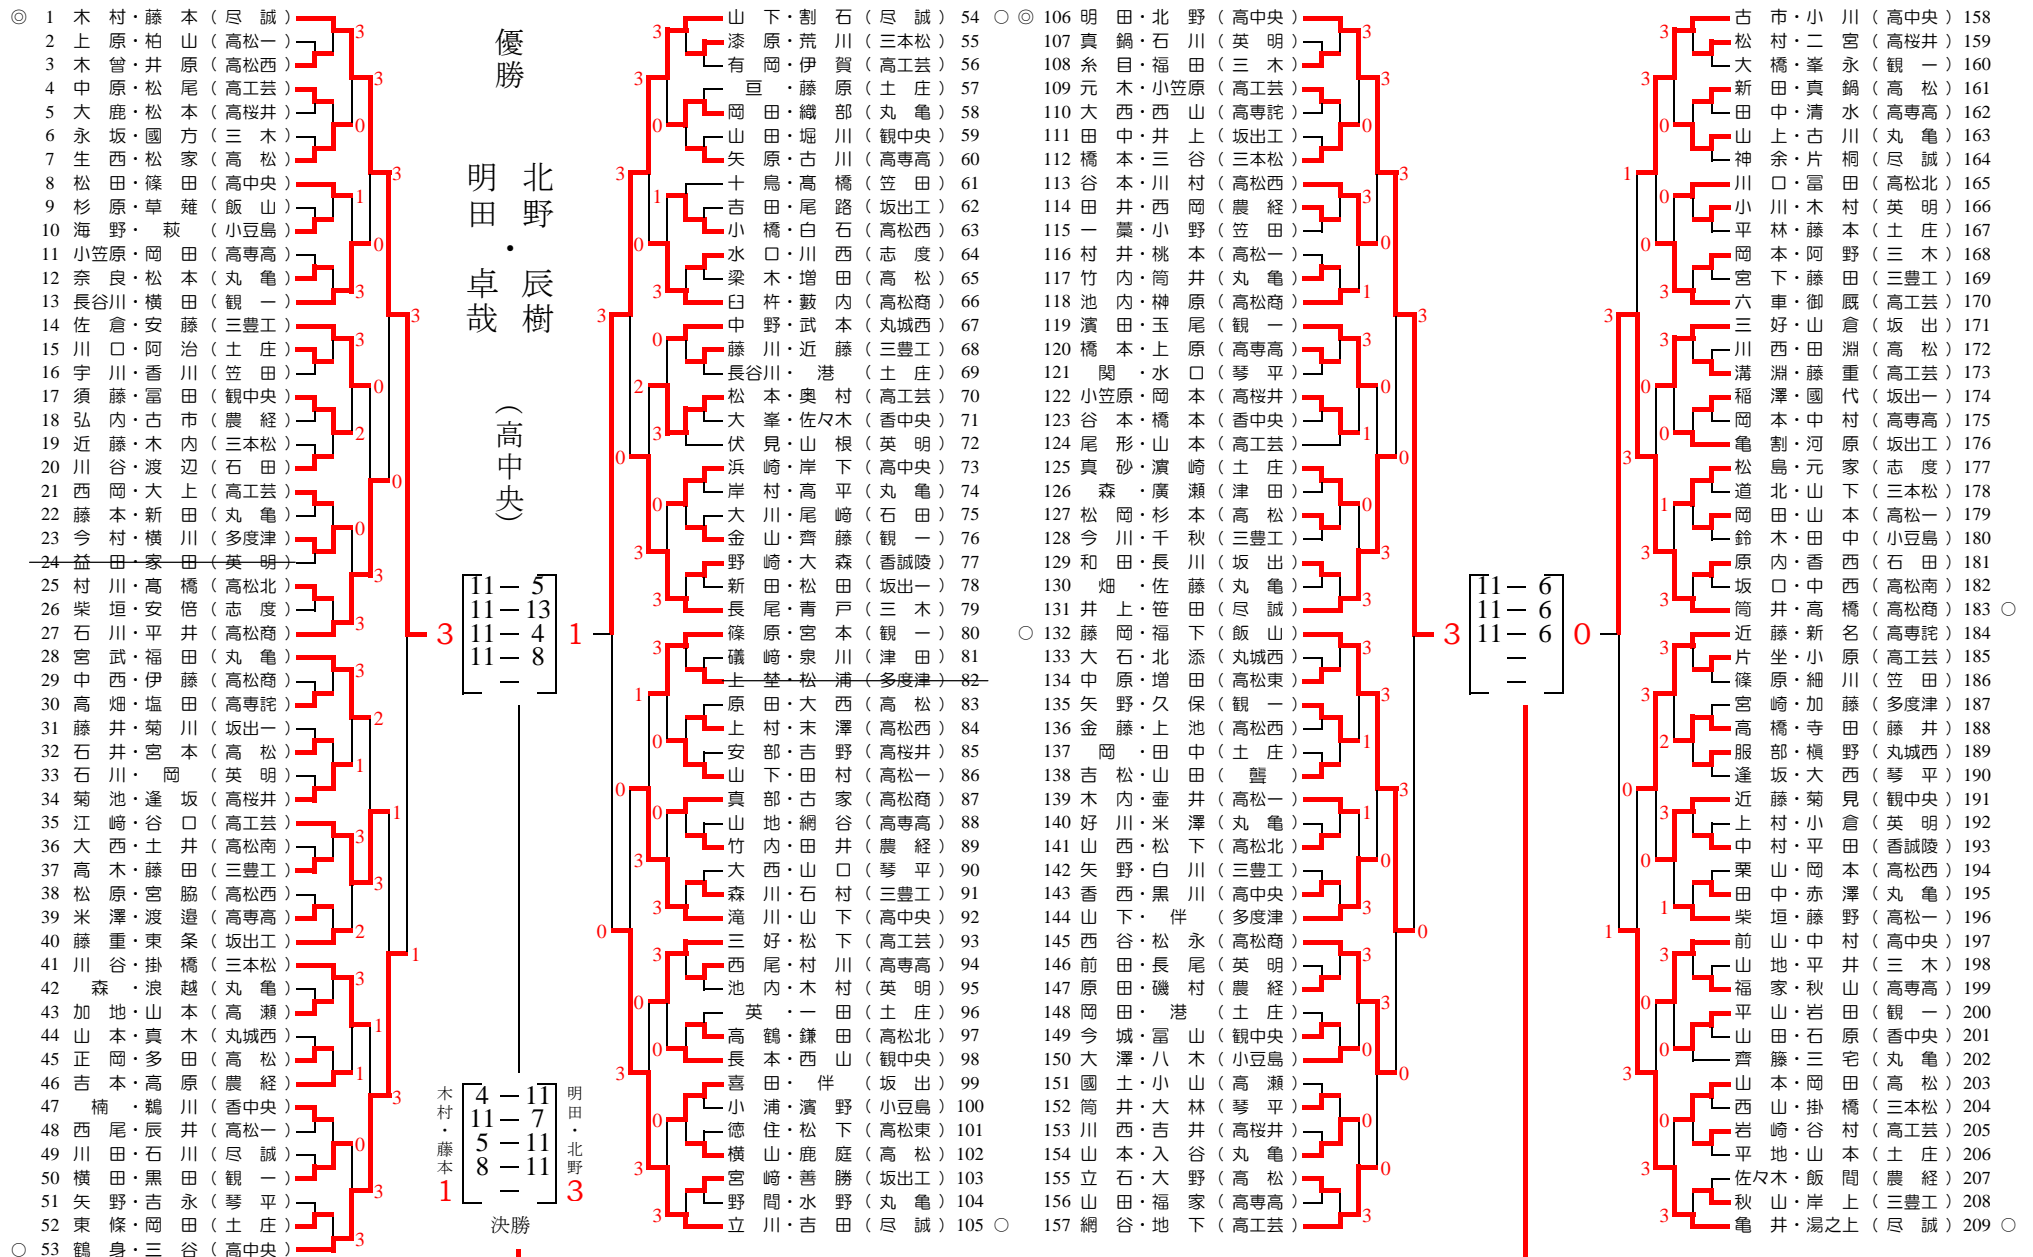 ◎ 1 木村・藤本 (尽誠)
2 上原・柏山 (高松一)
3 木曾・井原 (高松西)
4 中原・松尾 (高工芸)
5 大鹿・松本 (高桜井)
6 永坂・國方 (三木)
7 生西・松家 (高松)
8 松田・篠田 (高中央)
9 杉原・草薙 (飯山)
10 海野・萩 (小豆島)
11 小笠原・岡田 (高専高)
12 奈良・松本 (丸亀)
13 長谷川・横田 (観一)
14 佐倉・安藤 (三豊工)
15 川口・阿治 (土庄)
16 宇川・香川 (笠田)
17 須藤・冨田 (観中央)
18 弘内・古市 (農経)
19 近藤・木内 (三本松)
20 川谷・渡辺 (石田)
21 西岡・大上 (高工芸)
22 藤本・新田 (丸亀)
23 今村・横川 (多度津)
24 益田・家田 (英明)
25 村川・髙橋 (高松北)
26 柴垣・安倍 (志度)
27 石川・平井 (高松商)
28 宮武・福田 (丸亀)
29 中西・伊藤 (高松商)
30 高畑・塩田 (高専詫)
31 藤井・菊川 (坂出一)
32 石井・宮本 (高松)
33 石川・岡 (英明)
34 菊池・逢坂 (高桜井)
35 江﨑・谷口 (高工芸)
36 大西・土井 (高松南)
37 高木・藤田 (三豊工)
38 松原・宮脇 (高松西)
39 米澤・渡邉 (高専高)
40 藤重・東条 (坂出工)
41 川谷・掛橋 (三本松)
42 森・浪越 (丸亀)
43 加地・山本 (高瀬)
44 山本・真木 (丸城西)
45 正岡・多田 (高松)
46 吉本・高原 (農経)
47 楠・鵜川 (香中央)
48 西尾・辰井 (高松一)
49 川田・石川 (尽誠)
50 横田・黒田 (観一)
51 矢野・吉永 (琴平)
52 東條・岡田 (土庄)
○ 53 鶴身・三谷 (高中央)
優勝
北野・辰樹
明田・卓哉
(高中央)
3 [11 — 5
11 — 13
11 — 4
11 — 8
—] 1
木村・藤本 1
[4 — 11
11 — 7
5 — 11
8 — 11
—]
明田・北野 3
決勝
山下・割石 (尽誠) 54 ○
漆原・荒川 (三本松) 55
有岡・伊賀 (高工芸) 56
亘・藤原 (土庄) 57
岡田・織部 (丸亀) 58
山田・堀川 (観中央) 59
矢原・古川 (高専高) 60
十鳥・髙橋 (笠田) 61
吉田・尾路 (坂出工) 62
小橋・白石 (高松西) 63
水口・川西 (志度) 64
梁木・増田 (高松) 65
臼杵・藪内 (高松商) 66
中野・武本 (丸城西) 67
藤川・近藤 (三豊工) 68
長谷川・港 (土庄) 69
松本・奥村 (高工芸) 70
大峯・佐々木 (香中央) 71
伏見・山根 (英明) 72
浜崎・岸下 (高中央) 73
岸村・高平 (丸亀) 74
大川・尾﨑 (石田) 75
金山・齊藤 (観一) 76
野崎・大森 (香誠陵) 77
新田・松田 (坂出一) 78
長尾・青戸 (三木) 79
篠原・宮本 (観一) 80
礒﨑・泉川 (津田) 81
上埜・松浦 (多度津) 82
原田・大西 (高松) 83
上村・末澤 (高松西) 84
安部・吉野 (高桜井) 85
山下・田村 (高松一) 86
真部・古家 (高松商) 87
山地・網谷 (高専高) 88
竹内・田井 (農経) 89
大西・山口 (琴平) 90
森川・石村 (三豊工) 91
滝川・山下 (高中央) 92
三好・松下 (高工芸) 93
西尾・村川 (高専高) 94
池内・木村 (英明) 95
英・一田 (土庄) 96
高鶴・鎌田 (高松北) 97
長本・西山 (観中央) 98
喜田・伴 (坂出) 99
小浦・濱野 (小豆島) 100
徳住・松下 (高松東) 101
横山・鹿庭 (高松) 102
宮﨑・善勝 (坂出工) 103
野間・水野 (丸亀) 104
立川・吉田 (尽誠) 105 ○
◎ 106 明田・北野 (高中央)
107 真鍋・石川 (英明)
108 糸目・福田 (三木)
109 元木・小笠原 (高工芸)
110 大西・西山 (高専詫)
111 田中・井上 (坂出工)
112 橋本・三谷 (三本松)
113 谷本・川村 (高松西)
114 田井・西岡 (農経)
115 一藁・小野 (笠田)
116 村井・桃本 (高松一)
117 竹内・筒井 (丸亀)
118 池内・榊原 (高松商)
119 濱田・玉尾 (観一)
120 橋本・上原 (高専高)
121 関・水口 (琴平)
122 小笠原・岡本 (高桜井)
123 谷本・橋本 (香中央)
124 尾形・山本 (高工芸)
125 真砂・濵崎 (土庄)
126 森・廣瀬 (津田)
127 松岡・杉本 (高松)
128 今川・千秋 (三豊工)
129 和田・長川 (坂出)
130 畑・佐藤 (丸亀)
131 井上・笹田 (尽誠)
○ 132 藤岡・福下 (飯山)
133 大石・北添 (丸城西)
134 中原・増田 (高松東)
135 矢野・久保 (観一)
136 金藤・上池 (高松西)
137 岡・田中 (土庄)
138 吉松・山田 (聾)
139 木内・壷井 (高松一)
140 好川・米澤 (丸亀)
141 山西・松下 (高松北)
142 矢野・白川 (三豊工)
143 香西・黒川 (高中央)
144 山下・伴 (多度津)
145 西谷・松永 (高松商)
146 前田・長尾 (英明)
147 原田・磯村 (農経)
148 岡田・港 (土庄)
149 今城・冨山 (観中央)
150 大澤・八木 (小豆島)
151 國土・小山 (高瀬)
152 筒井・大林 (琴平)
153 川西・吉井 (高桜井)
154 山本・入谷 (丸亀)
155 立石・大野 (高松)
156 山田・福家 (高専高)
157 網谷・地下 (高工芸)
3 [11 — 6
11 — 6
11 — 6
—
—] 0
古市・小川 (高中央) 158
松村・二宮 (高桜井) 159
大橋・峯永 (観一) 160
新田・真鍋 (高松) 161
田中・清水 (高専高) 162
山上・古川 (丸亀) 163
神余・片桐 (尽誠) 164
川口・冨田 (高松北) 165
小川・木村 (英明) 166
平林・藤本 (土庄) 167
岡本・阿野 (三木) 168
宮下・藤田 (三豊工) 169
六車・御厩 (高工芸) 170
三好・山倉 (坂出) 171
川西・田淵 (高松) 172
溝淵・藤重 (高工芸) 173
稲澤・國代 (坂出一) 174
岡本・中村 (高専高) 175
亀割・河原 (坂出工) 176
松島・元家 (志度) 177
道北・山下 (三本松) 178
岡田・山本 (高松一) 179
鈴木・田中 (小豆島) 180
原内・香西 (石田) 181
坂口・中西 (高松南) 182
筒井・高橋 (高松商) 183 ○
近藤・新名 (高専詫) 184
片坐・小原 (高工芸) 185
篠原・細川 (笠田) 186
宮崎・加藤 (多度津) 187
高橋・寺田 (藤井) 188
服部・槇野 (丸城西) 189
逢坂・大西 (琴平) 190
近藤・菊見 (観中央) 191
上村・小倉 (英明) 192
中村・平田 (香誠陵) 193
栗山・岡本 (高松西) 194
田中・赤澤 (丸亀) 195
柴垣・藤野 (高松一) 196
前山・中村 (高中央) 197
山地・平井 (三木) 198
福家・秋山 (高専高) 199
平山・岩田 (観一) 200
山田・石原 (香中央) 201
齊藤・三宅 (丸亀) 202
山本・岡田 (高松) 203
西山・掛橋 (三本松) 204
岩崎・谷村 (高工芸) 205
平地・山本 (土庄) 206
佐々木・飯間 (農経) 207
秋山・岸上 (三豊工) 208
亀井・湯之上 (尽誠) 209 ○